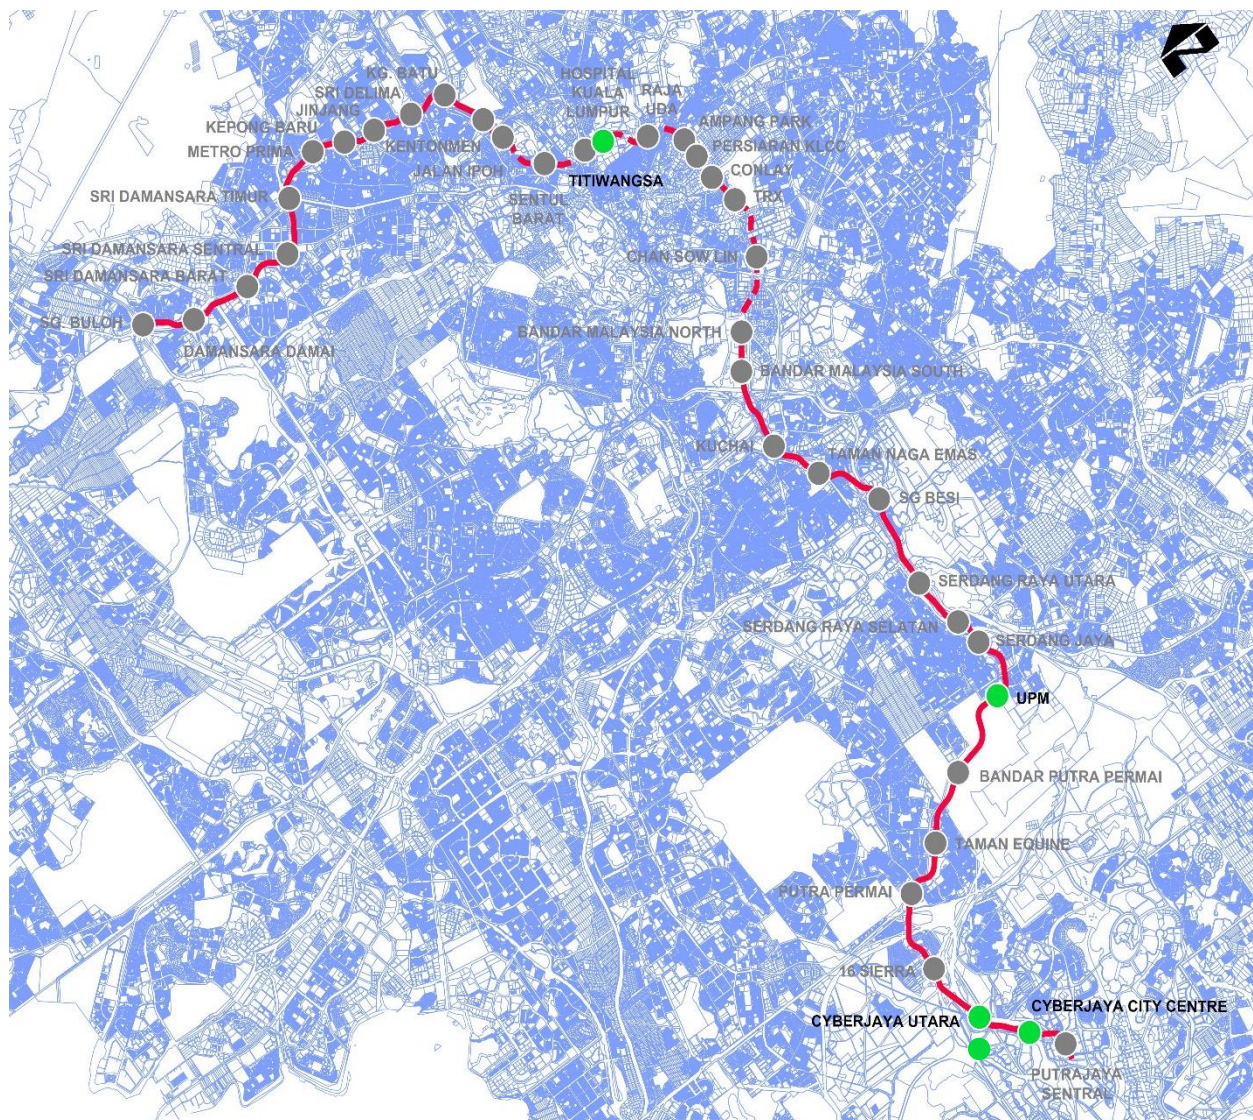 KG. BATU
SRI DELIMA
JINJANG
KEPONG BARU
METRO PRIMA
HOSPITAL
KUALA
LUMPUR
RAJA
UDA
AMPANG PARK
PERSIARAN KLCC
CONLAY
TRX
KENTONMEN
JALAN IPOH
SENTUL
BARAT
TITIWANGSA
SRI DAMANSARA TIMUR
SRI DAMANSARA SENTRAL
SRI DAMANSARA BARAT
SG. BULOH
DAMANSARA DAMAI
CHAN SOW LIN
BANDAR MALAYSIA NORTH
BANDAR MALAYSIA SOUTH
KUCHAI
TAMAN NAGA EMAS
SG BESI
SERDANG RAYA UTARA
SERDANG RAYA SELATAN
SERDANG JAYA
UPM
BANDAR PUTRA PERMAI
TAMAN EQUINE
PUTRA PERMAI
16 SIERRA
CYBERJAYA UTARA
CYBERJAYA CITY CENTRE
PUTRAJAYA
SENTRAL